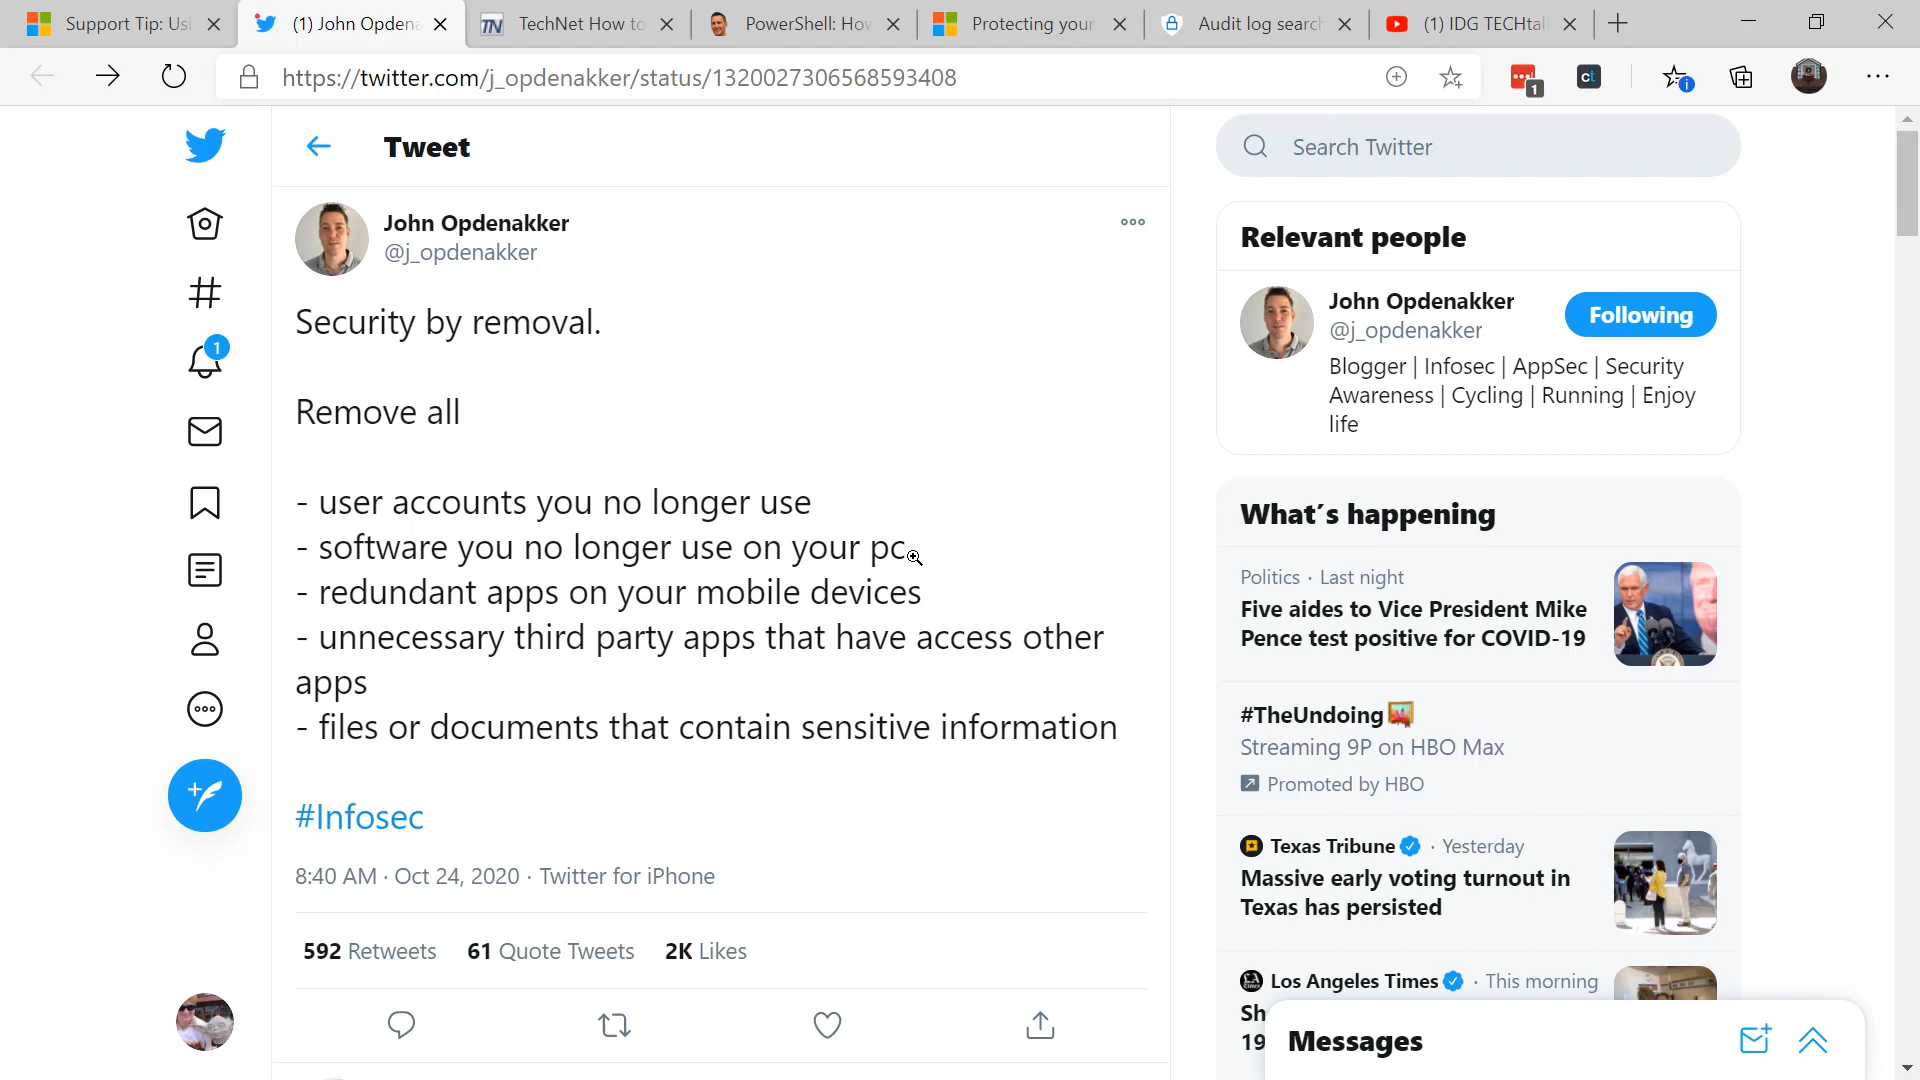 Support Tip: Usi
(1) John Opdena
TN
TechNet How to
PowerShell: How
Protecting your
Audit log search
(1) IDG TECHtalk
https://twitter.com/j_opdenakker/status/1320027306568593408
1
ct
Tweet
Search Twitter
John Opdenakker
@j_opdenakker
Security by removal.
Remove all
- user accounts you no longer use
- software you no longer use on your pc
- redundant apps on your mobile devices
- unnecessary third party apps that have access other
apps
- files or documents that contain sensitive information
#Infosec
8:40 AM · Oct 24, 2020 · Twitter for iPhone
592 Retweets 61 Quote Tweets 2K Likes
1
Relevant people
John Opdenakker
@j_opdenakker
Following
Blogger | Infosec | AppSec | Security
Awareness | Cycling | Running | Enjoy
life
What's happening
Politics · Last night
Five aides to Vice President Mike
Pence test positive for COVID-19
#TheUndoing
Streaming 9P on HBO Max
Promoted by HBO
Texas Tribune · Yesterday
Massive early voting turnout in
Texas has persisted
Los Angeles Times · This morning
Sh
19
Messages